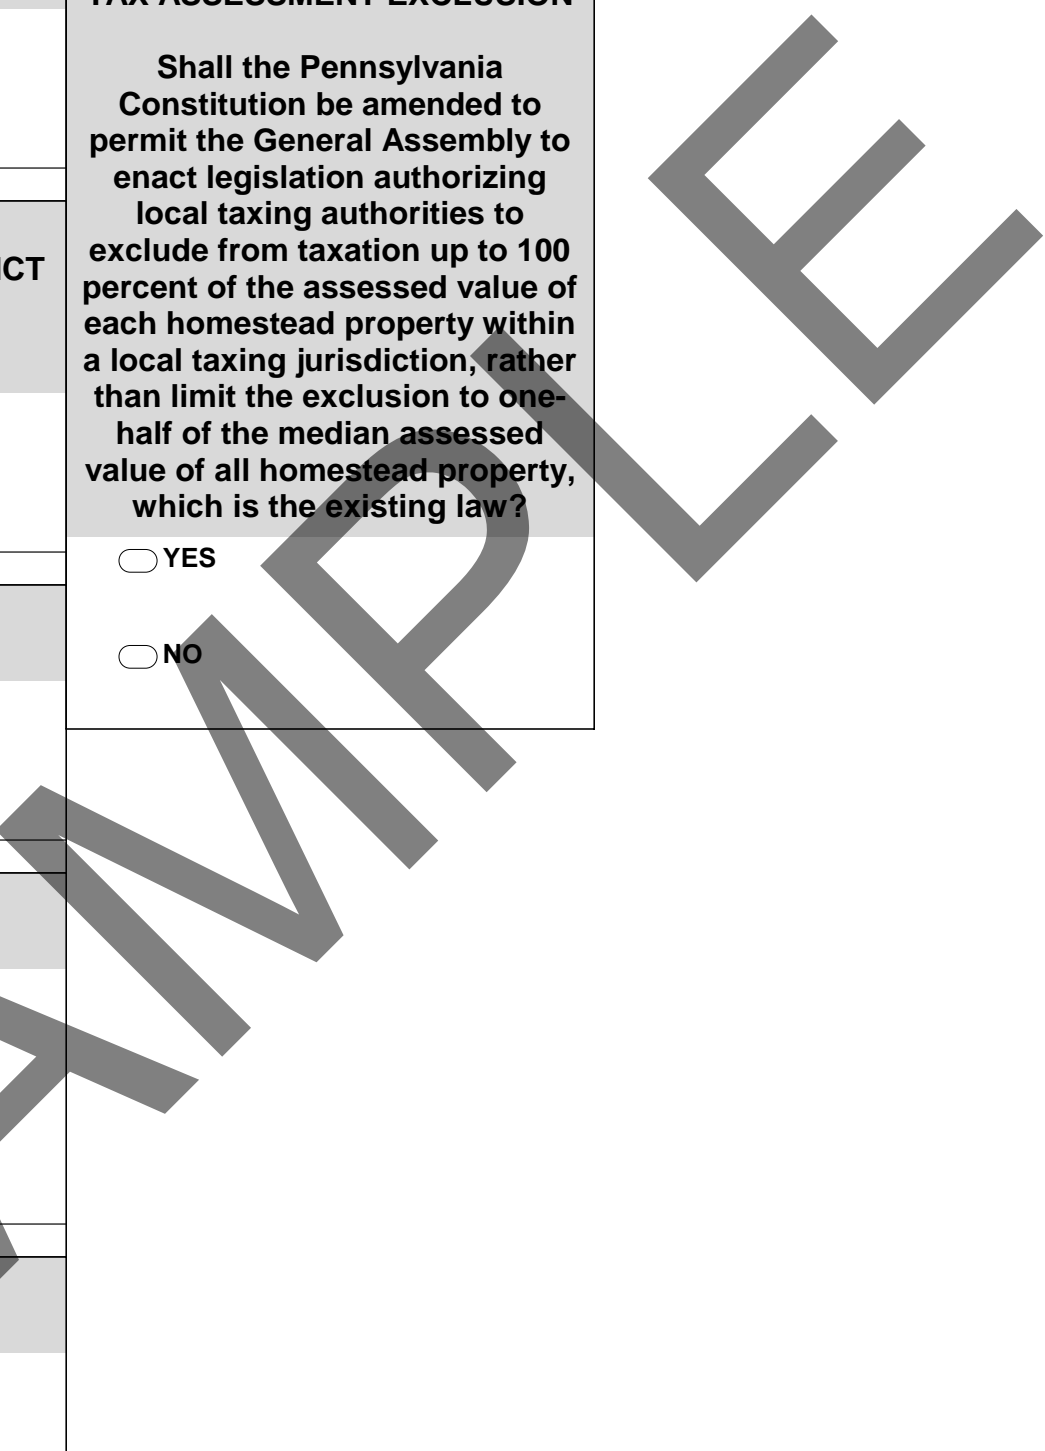 TAX ASSESSMENT EXCLUSION
Shall the Pennsylvania
Constitution be amended to
permit the General Assembly to
enact legislation authorizing
local taxing authorities to
exclude from taxation up to 100
percent of the assessed value of
each homestead property within
a local taxing jurisdiction, rather
than limit the exclusion to one-
half of the median assessed
value of all homestead property,
which is the existing law?
YES
NO
ICT
AMPLE